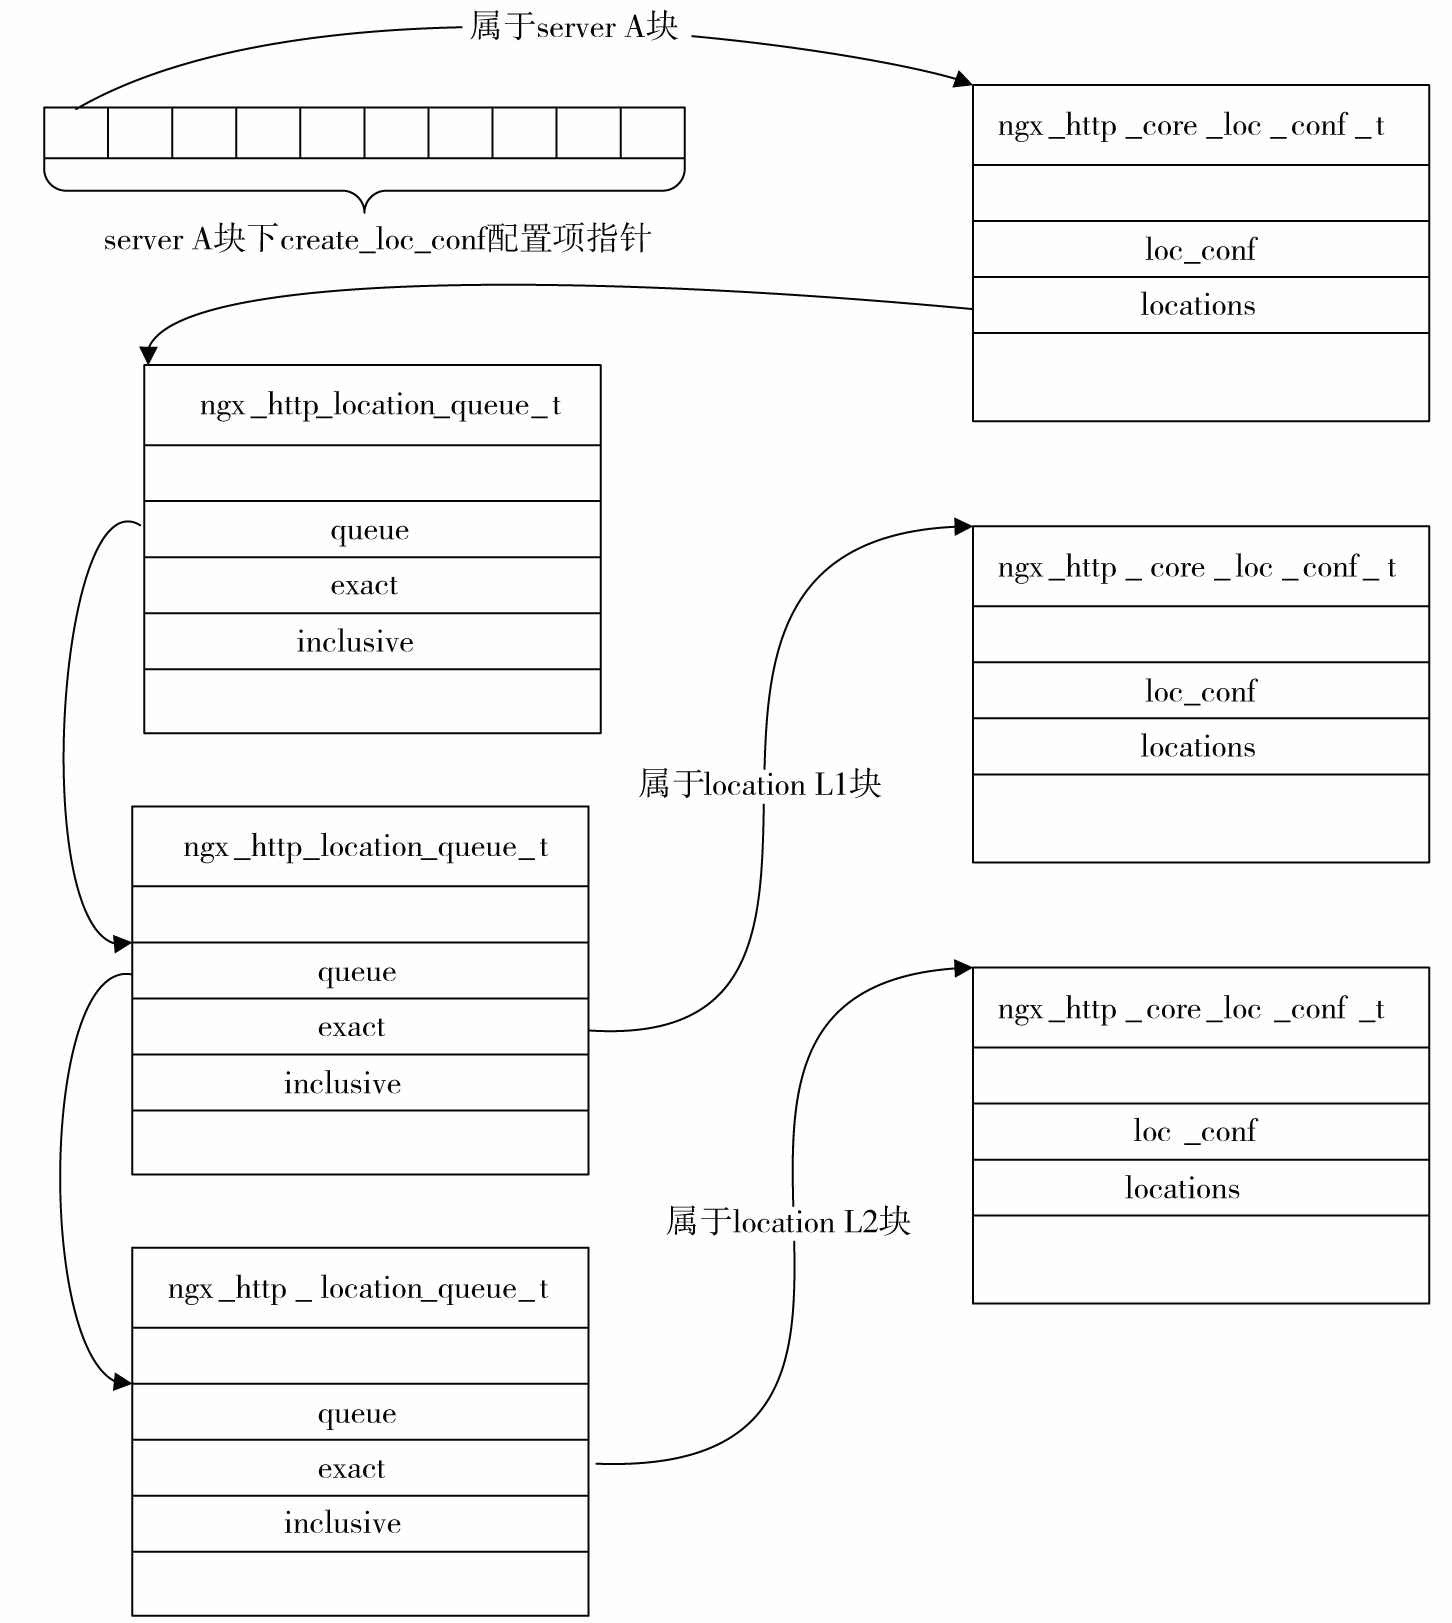 属于server A块
ngx_http_core_loc_conf_t
server A块下create_loc_conf配置项指针
loc_conf
locations
ngx_http_location_queue_t
queue
exact
inclusive
ngx_http_core_loc_conf_t
loc_conf
locations
属于location L1块
ngx_http_location_queue_t
queue
exact
inclusive
ngx_http_core_loc_conf_t
loc_conf
locations
属于location L2块
ngx_http_location_queue_t
queue
exact
inclusive